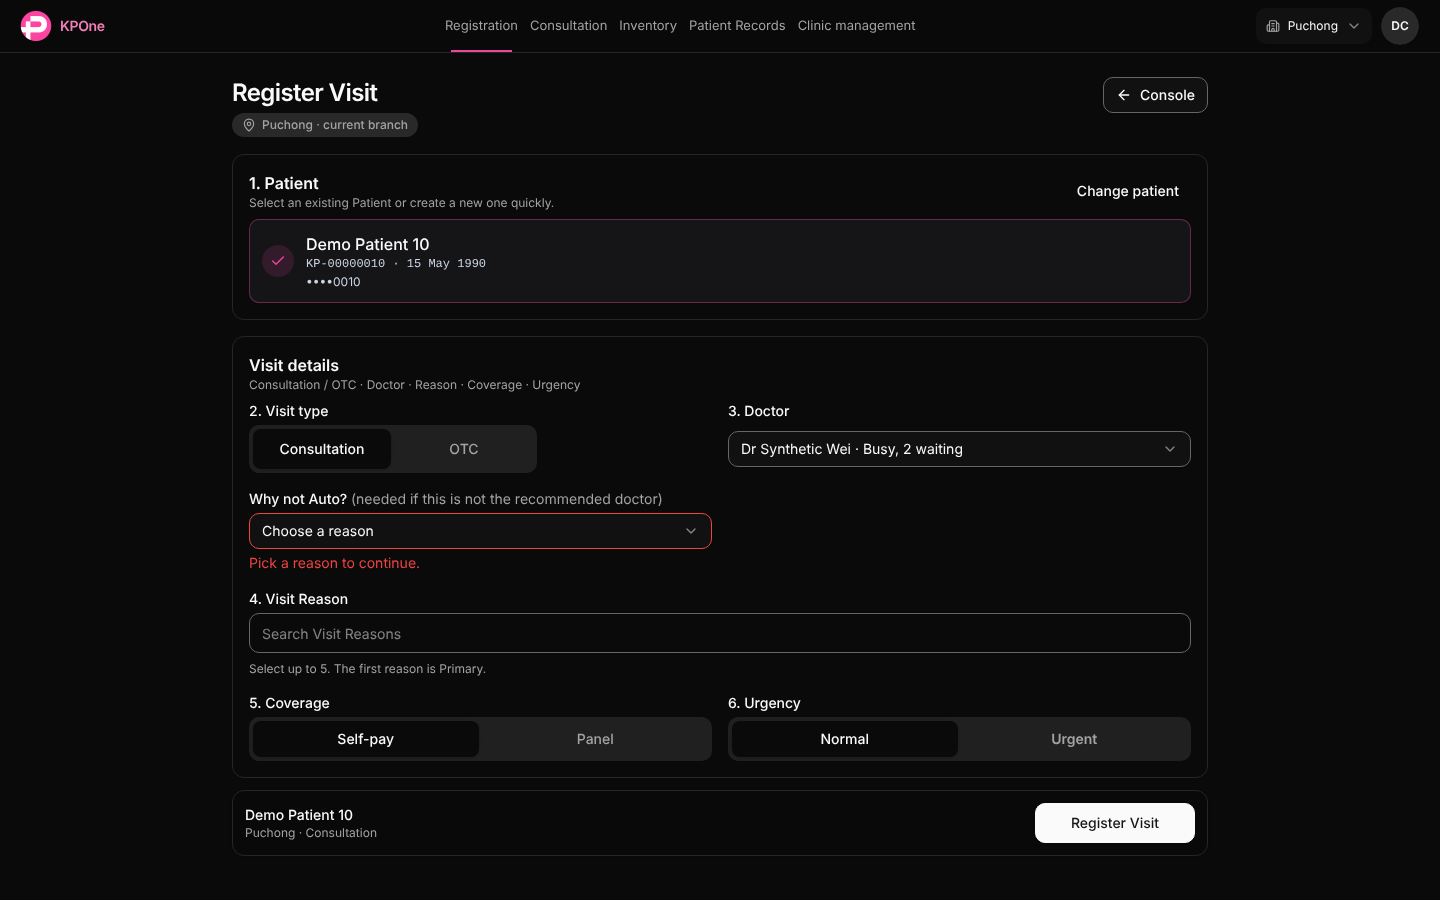 KPOne
Registration Consultation Inventory Patient Records Clinic management
Puchong
DC
Register Visit
Console
Puchong · current branch
1. Patient
Select an existing Patient or create a new one quickly.
Change patient
Demo Patient 10
KP-00000010 · 15 May 1990
••••0010
Visit details
Consultation / OTC · Doctor · Reason · Coverage · Urgency
2. Visit type
Consultation OTC
3. Doctor
Dr Synthetic Wei · Busy, 2 waiting
Why not Auto? (needed if this is not the recommended doctor)
Choose a reason
Pick a reason to continue.
4. Visit Reason
Search Visit Reasons
Select up to 5. The first reason is Primary.
5. Coverage
Self-pay Panel
6. Urgency
Normal Urgent
Demo Patient 10
Puchong · Consultation
Register Visit